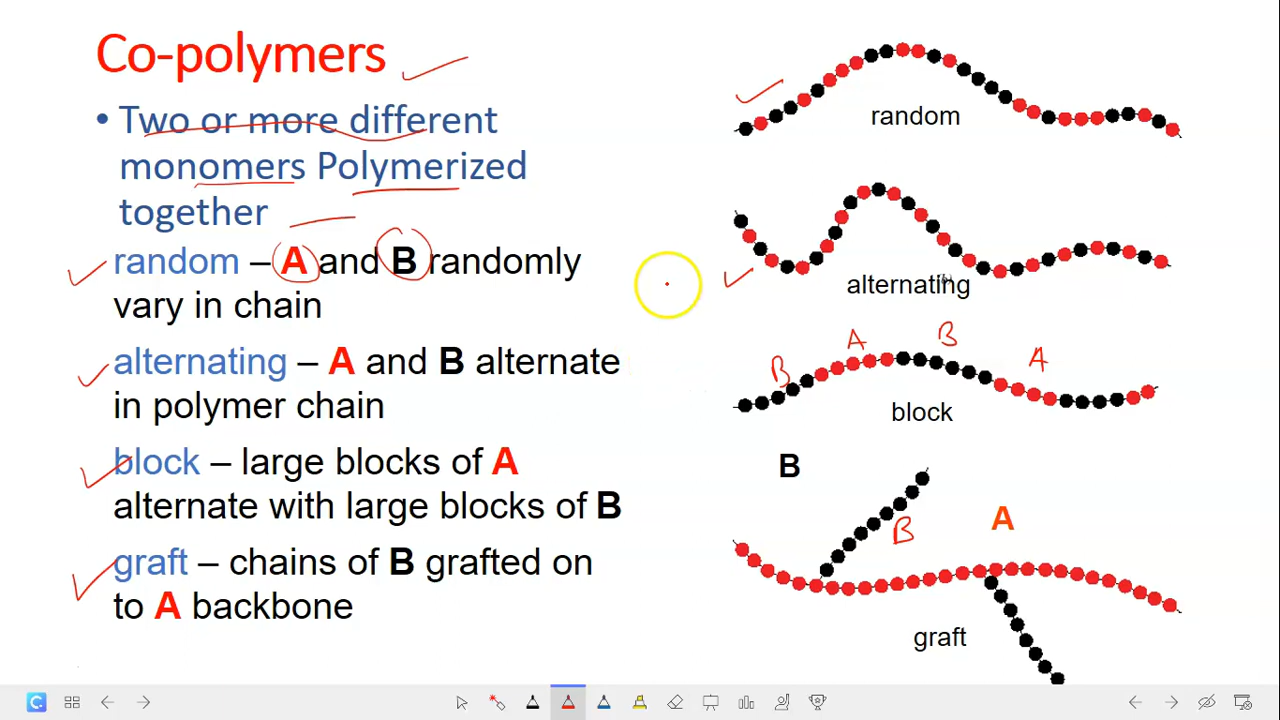 Co-polymers
• Two or more different
monomers Polymerized
together
random – A and B randomly
vary in chain
alternating – A and B alternate
in polymer chain
block – large blocks of A
alternate with large blocks of B
graft – chains of B grafted on
to A backbone
random
alternating
B A B A
block
B
B
A
graft